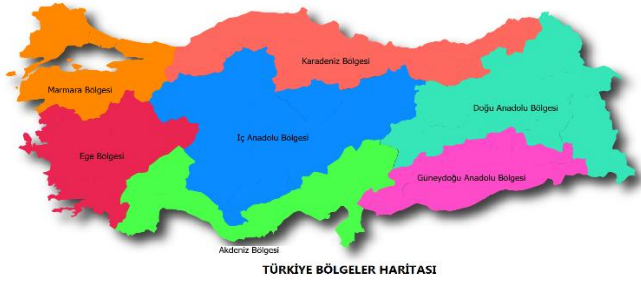 Karadeniz Bölgesi
Marmara Bölgesi
Doğu Anadolu Bölgesi
İç Anadolu Bölgesi
Ege Bölgesi
Güneydoğu Anadolu Bölgesi
Akdeniz Bölgesi
TÜRKİYE BÖLGELER HARİTASI